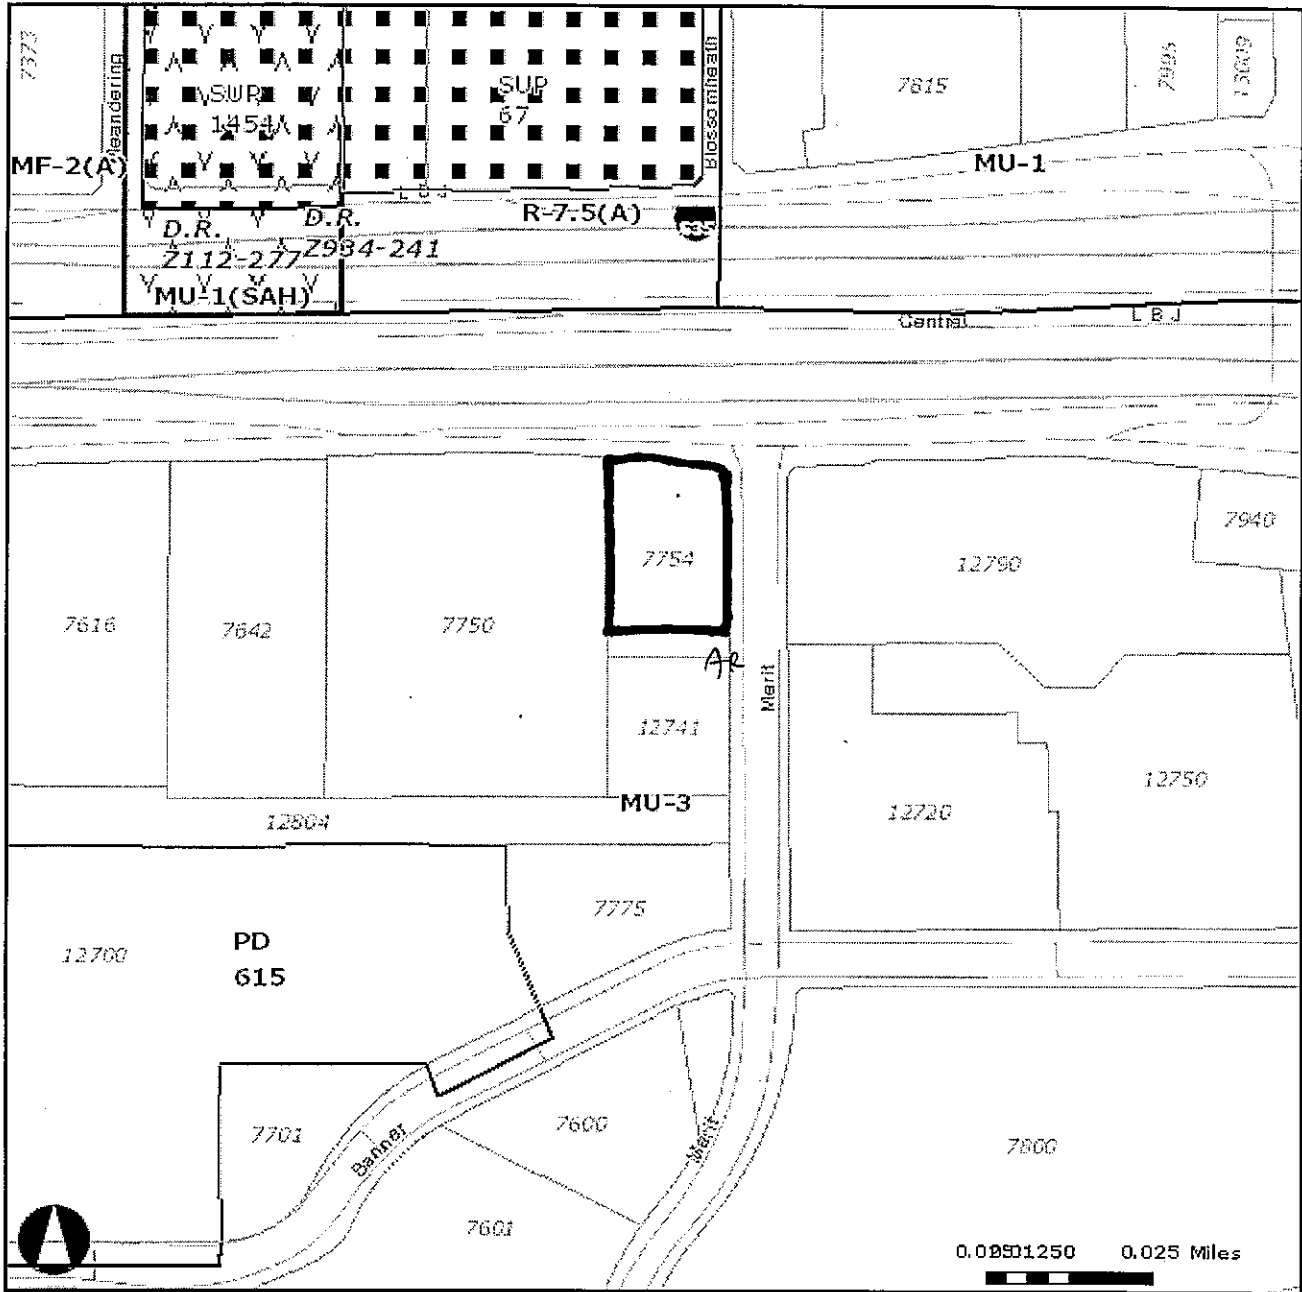 7373
Meandering
SUP
1454
SUP
67
Blossomheath
7815
7995
MF-2(A)
MU-1
L B J
R-7.5(A)
D.R.
Z112-277
D.R.
Z934-241
MU-1(SAH)
Central
L B J
7616
7642
7750
7754
12790
7940
AR
Merit
12741
12750
MU-3
12804
12720
7775
12700
PD
615
7701
Banner
7600
Merit
7800
7601
0.025 Miles